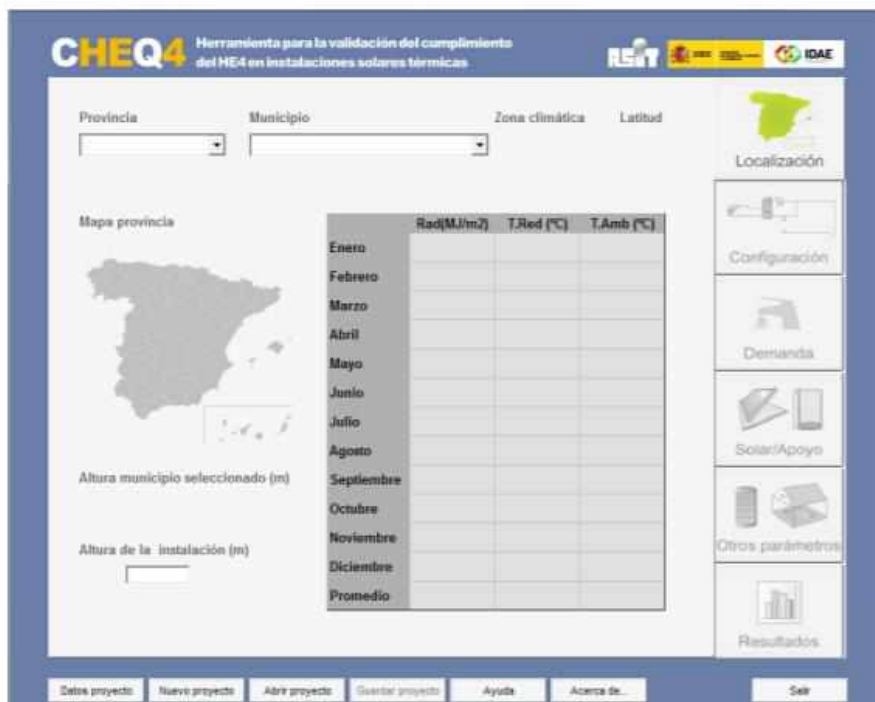 CHEQ4
Herramienta para la validación del cumplimiento
del HE4 en instalaciones solares térmicas
IDAE
Provincia
Municipio
Zona climática
Latitud
Localización
Mapa provincia
Rad(MJ/m2) T.Red (ºC) T.Amb (ºC)
Enero
Febrero
Marzo
Abril
Mayo
Junio
Julio
Agosto
Septiembre
Octubre
Noviembre
Diciembre
Promedio
Altura municipio seleccionado (m)
Altura de la instalación (m)
Configuración
Demanda
Solar/Apoyo
Otros parámetros
Resultados
Datos proyecto
Nuevo proyecto
Abrir proyecto
Guardar proyecto
Ayuda
Acerca de...
Salir